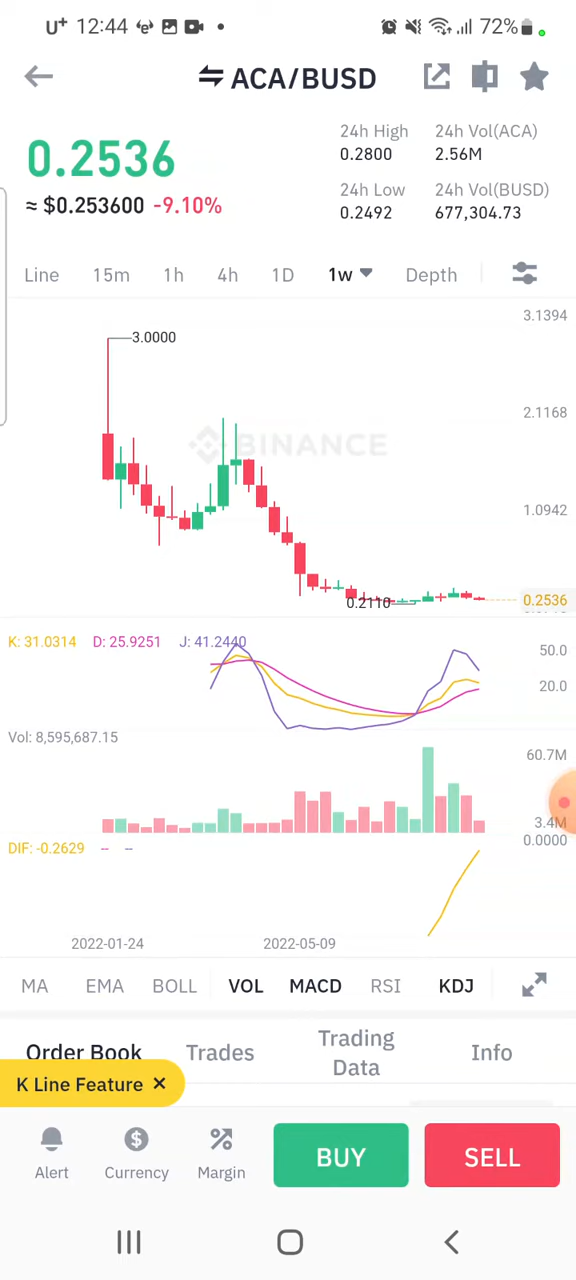 U+ 12:44 72%
ACA/BUSD
0.2536
≈ $0.253600 -9.10%
24h High
0.2800
24h Vol(ACA)
2.56M
24h Low
0.2492
24h Vol(BUSD)
677,304.73
Line 15m 1h 4h 1D 1w Depth
3.1394
3.0000
2.1168
BINANCE
1.0942
0.2536
0.2110
K: 31.0314 D: 25.9251 J: 41.2440
50.0
20.0
Vol: 8,595,687.15
60.7M
3.4M
0.0000
DIF: -0.2629 -- --
2022-01-24 2022-05-09
MA EMA BOLL VOL MACD RSI KDJ
Order Book Trades Trading Data Info
K Line Feature ×
Alert Currency Margin BUY SELL